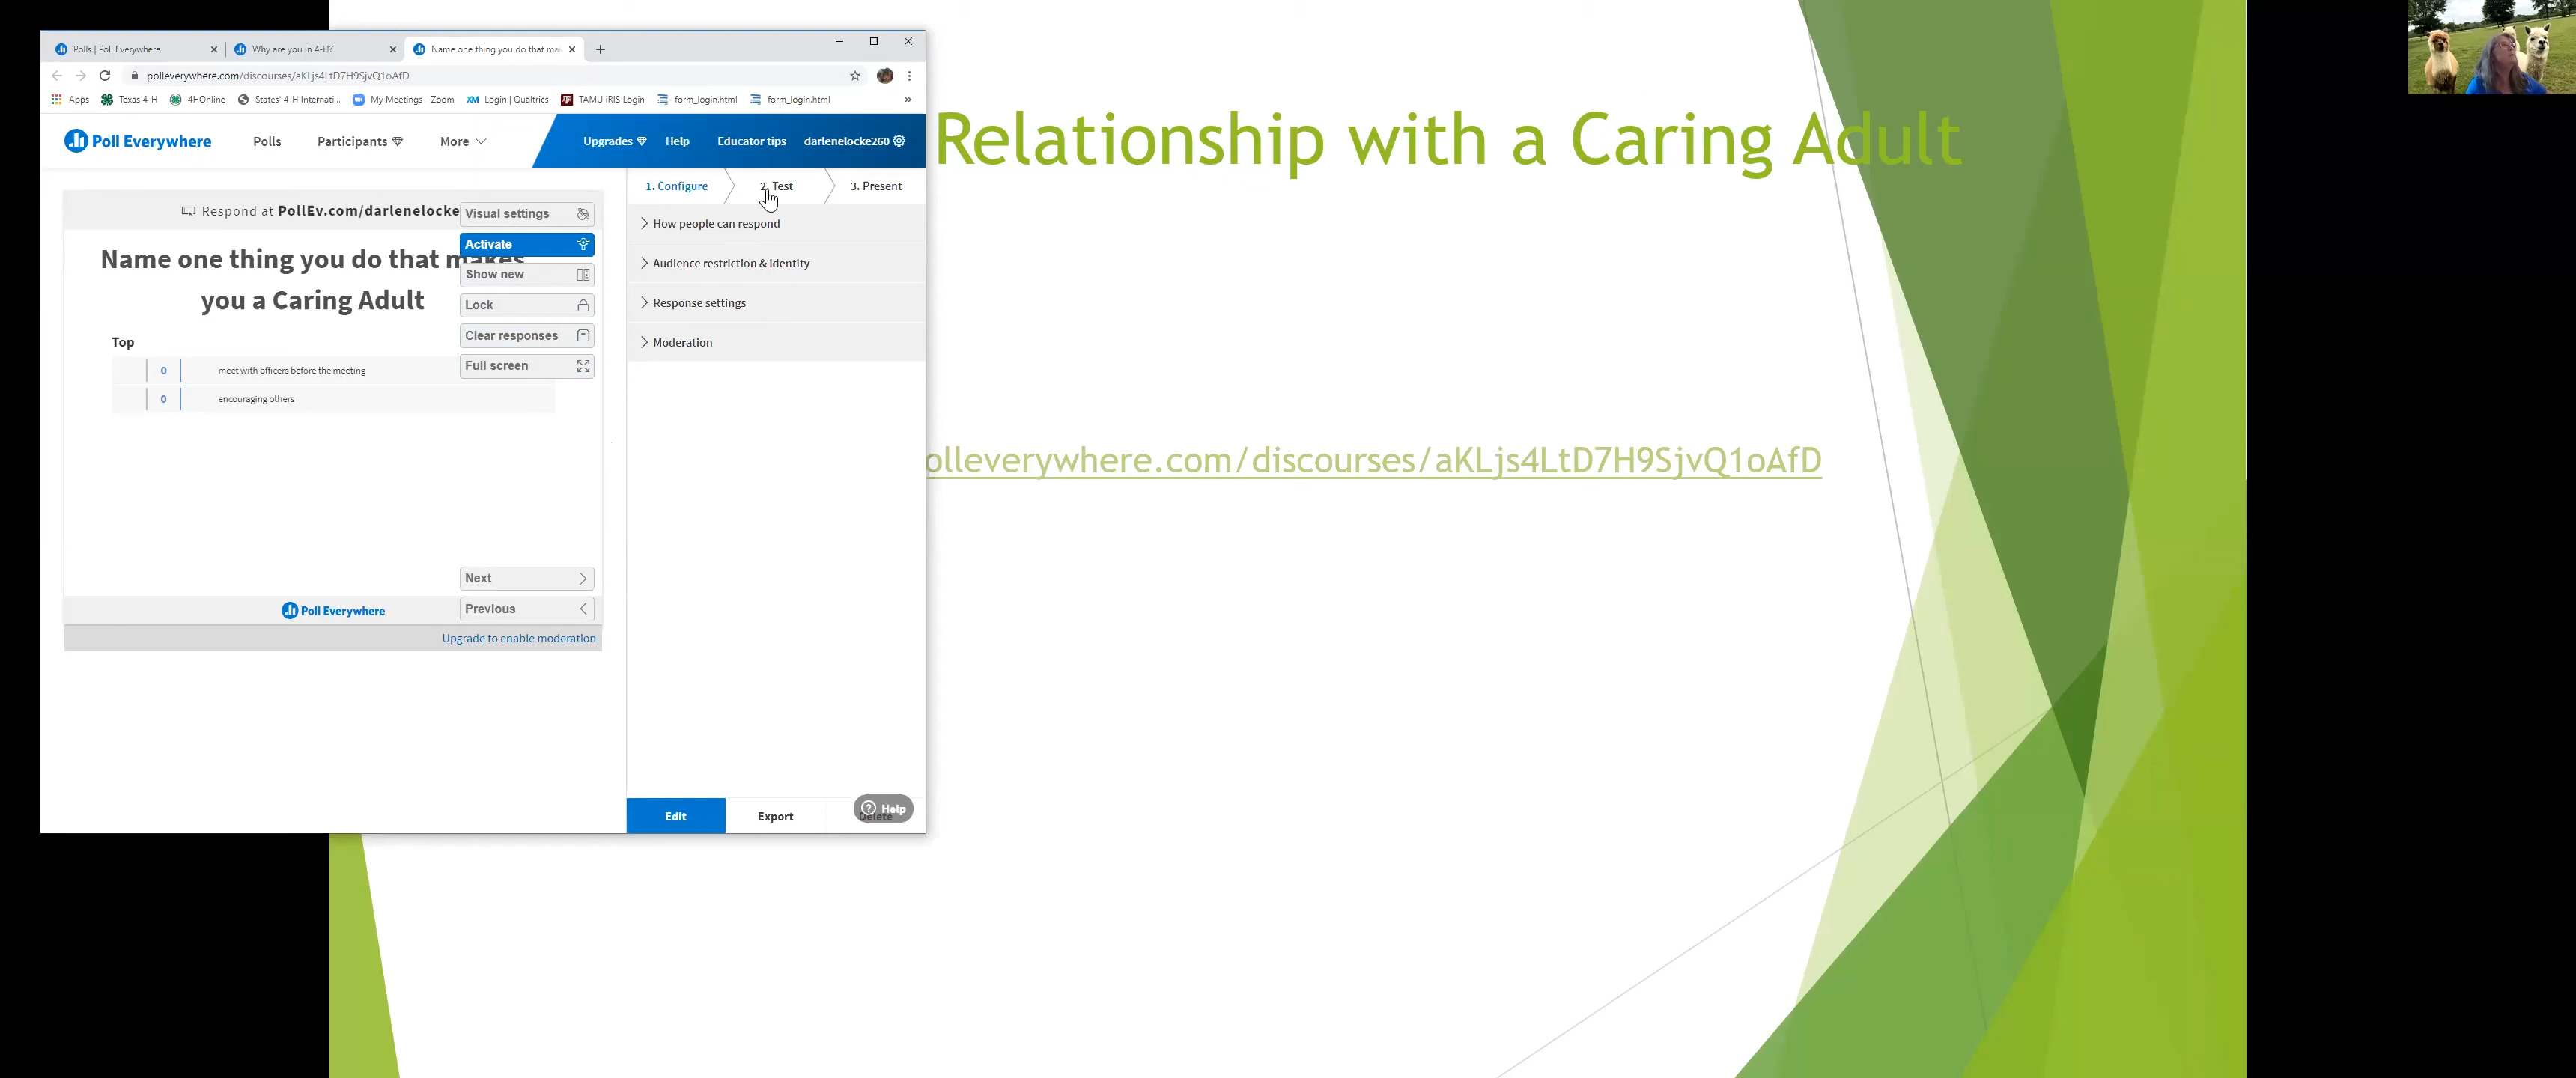 Polls | Poll Everywhere
Why are you in 4-H?
Name one thing you do that ma
polleverywhere.com/discourses/aKLjs4LtD7H9SjvQ1oAfD
Apps
Texas 4-H
4HOnline
States' 4-H Internati...
My Meetings - Zoom
XM Login | Qualtrics
TAMU iRIS Login
form_login.html
form_login.html
»
Poll Everywhere
Polls
Participants
More
Upgrades
Help
Educator tips
darlenelocke260
Relationship with a Caring Adult
1. Configure
2. Test
3. Present
Respond at PollEv.com/darlenelocke
Visual settings
Activate
Show new
Lock
Clear responses
Full screen
Name one thing you do that makes
you a Caring Adult
Top
0 meet with officers before the meeting
0 encouraging others
How people can respond
Audience restriction & identity
Response settings
Moderation
olleverywhere.com/discourses/aKLjs4LtD7H9SjvQ1oAfD
Next
Previous
Poll Everywhere
Upgrade to enable moderation
Edit
Export
Delete
? Help